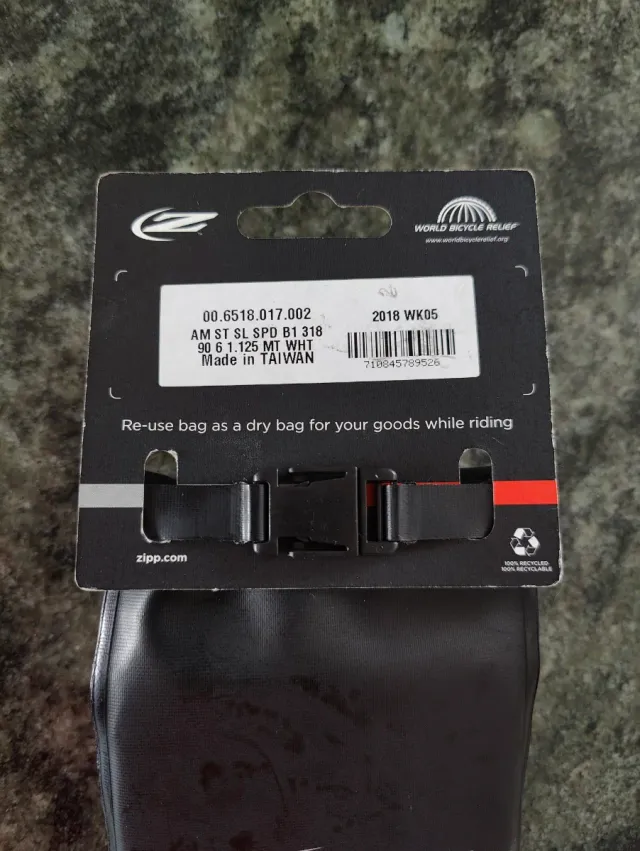 Z
WORLD BICYCLE RELIEF
www.worldbicyclerelief.org
00.6518.017.002
2018 WK05
AM ST SL SPD B1 318
90 6 1.125 MT WHT
Made in TAIWAN
710845789526
Re-use bag as a dry bag for your goods while riding
zipp.com
100% RECYCLED
100% RECYCLABLE